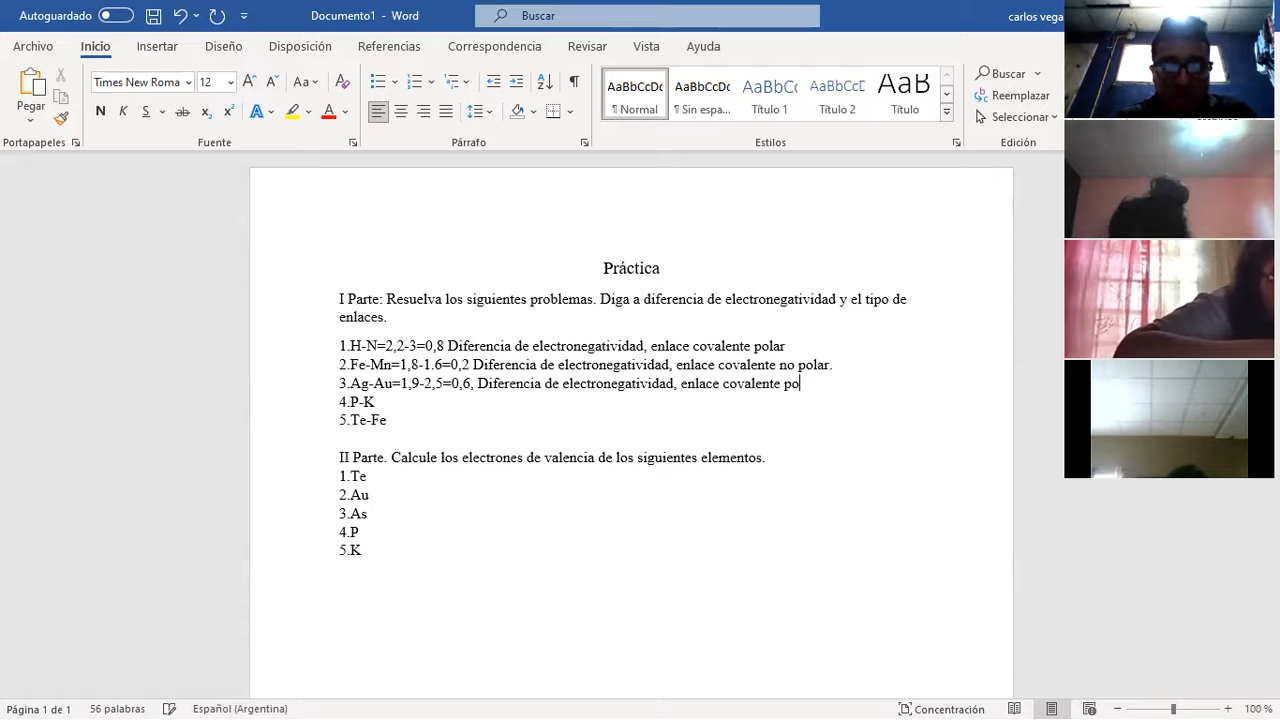 Autoguardado
Documento1 - Word
Buscar
carlos vega
Archivo Inicio Insertar Diseño Disposición Referencias Correspondencia Revisar Vista Ayuda
Times New Roma 12 Aa
Pegar
N K S ab x₂ x² A A
AaBbCcDc AaBbCcDc AaBbCc AaBbCcD AaB
¶ Normal ¶ Sin espa... Título 1 Título 2 Título
Buscar
Reemplazar
Seleccionar
Portapapeles Fuente Párrafo Estilos Edición
Práctica
I Parte: Resuelva los siguientes problemas. Diga a diferencia de electronegatividad y el tipo de
enlaces.
1.H-N=2,2-3=0,8 Diferencia de electronegatividad, enlace covalente polar
2.Fe-Mn=1,8-1.6=0,2 Diferencia de electronegatividad, enlace covalente no polar.
3.Ag-Au=1,9-2,5=0,6, Diferencia de electronegatividad, enlace covalente po
4.P-K
5.Te-Fe
II Parte. Calcule los electrones de valencia de los siguientes elementos.
1.Te
2.Au
3.As
4.P
5.K
Página 1 de 1 56 palabras Español (Argentina) Concentración 100 %